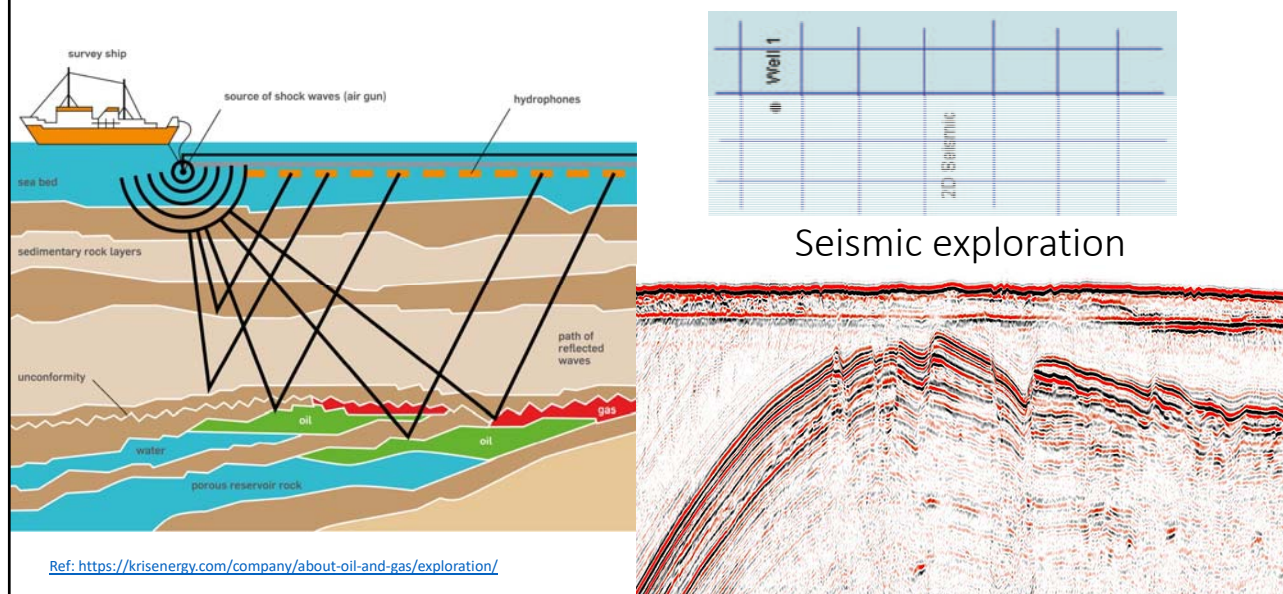 survey ship
source of shock waves (air gun)
hydrophones
sea bed
sedimentary rock layers
path of
reflected
waves
unconformity
gas
oil
oil
water
porous reservoir rock
Ref: https://krisenergy.com/company/about-oil-and-gas/exploration/
Well 1
2D Seismic
Seismic exploration